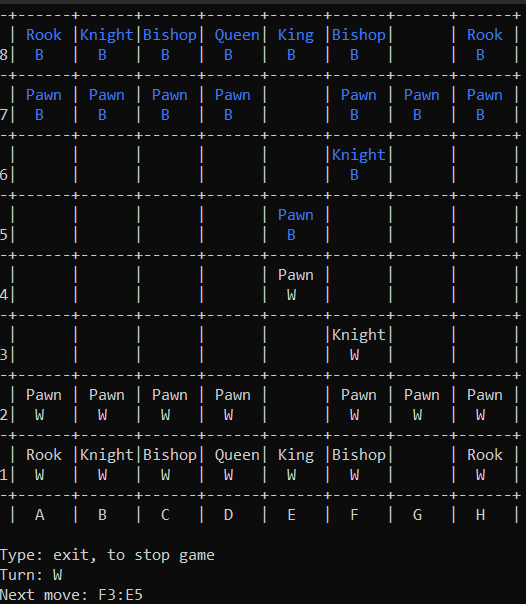 -+------+-------+-------+-------+-------+-------+-------+-------+
 | Rook |Knight|Bishop| Queen| King |Bishop|       | Rook |
8|  B   |  B   |  B   |  B   |  B   |  B   |       |  B   |
-+------+-------+-------+-------+-------+-------+-------+-------+
 | Pawn | Pawn | Pawn | Pawn |       | Pawn | Pawn | Pawn |
7|  B   |  B   |  B   |  B   |       |  B   |  B   |  B   |
-+------+-------+-------+-------+-------+-------+-------+-------+
 |      |       |       |       |       |Knight|       |       |
6|      |       |       |       |       |  B   |       |       |
-+------+-------+-------+-------+-------+-------+-------+-------+
 |      |       |       |       | Pawn |       |       |       |
5|      |       |       |       |  B   |       |       |       |
-+------+-------+-------+-------+-------+-------+-------+-------+
 |      |       |       |       | Pawn |       |       |       |
4|      |       |       |       |  W   |       |       |       |
-+------+-------+-------+-------+-------+-------+-------+-------+
 |      |       |       |       |       |Knight|       |       |
3|      |       |       |       |       |  W   |       |       |
-+------+-------+-------+-------+-------+-------+-------+-------+
 | Pawn | Pawn | Pawn | Pawn |       | Pawn | Pawn | Pawn |
2|  W   |  W   |  W   |  W   |       |  W   |  W   |  W   |
-+------+-------+-------+-------+-------+-------+-------+-------+
 | Rook |Knight|Bishop| Queen| King |Bishop|       | Rook |
1|  W   |  W   |  W   |  W   |  W   |  W   |       |  W   |
-+------+-------+-------+-------+-------+-------+-------+-------+
 |  A   |  B   |  C   |  D   |  E   |  F   |  G   |  H   |
Type: exit, to stop game
Turn: W
Next move: F3:E5